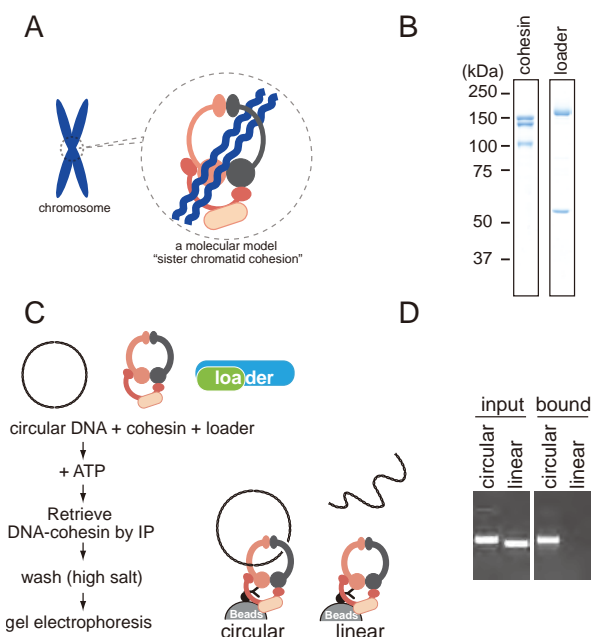 A
chromosome
a molecular model
“sister chromatid cohesion”
B
(kDa)
cohesin
loader
250
150
100
75
50
37
C
loader
circular DNA + cohesin + loader
+ ATP
Retrieve
DNA-cohesin by IP
wash (high salt)
gel electrophoresis
Beads
Beads
circular
linear
D
input
bound
circular
linear
circular
linear